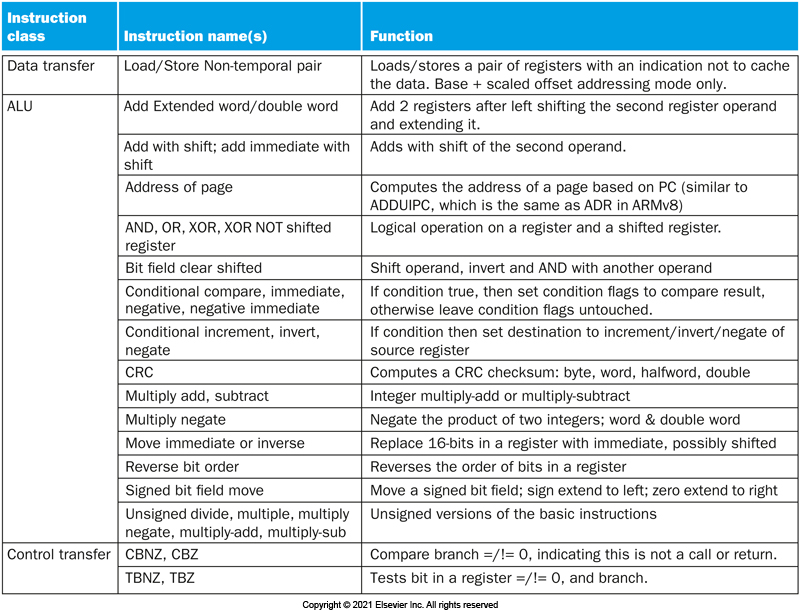 Instruction class
Instruction name(s)
Function
Data transfer
Load/Store Non-temporal pair
Loads/stores a pair of registers with an indication not to cache
the data. Base + scaled offset addressing mode only.
ALU
Add Extended word/double word
Add 2 registers after left shifting the second register operand
and extending it.
Add with shift; add immediate with
shift
Adds with shift of the second operand.
Address of page
Computes the address of a page based on PC (similar to
ADDUIPC, which is the same as ADR in ARMv8)
AND, OR, XOR, XOR NOT shifted
register
Logical operation on a register and a shifted register.
Bit field clear shifted
Shift operand, invert and AND with another operand
Conditional compare, immediate,
negative, negative immediate
If condition true, then set condition flags to compare result,
otherwise leave condition flags untouched.
Conditional increment, invert,
negate
If condition then set destination to increment/invert/negate of
source register
CRC
Computes a CRC checksum: byte, word, halfword, double
Multiply add, subtract
Integer multiply-add or multiply-subtract
Multiply negate
Negate the product of two integers; word & double word
Move immediate or inverse
Replace 16-bits in a register with immediate, possibly shifted
Reverse bit order
Reverses the order of bits in a register
Signed bit field move
Move a signed bit field; sign extend to left; zero extend to right
Unsigned divide, multiple, multiply
negate, multiply-add, multiply-sub
Unsigned versions of the basic instructions
Control transfer
CBNZ, CBZ
Compare branch =/!= 0, indicating this is not a call or return.
TBNZ, TBZ
Tests bit in a register =/!= 0, and branch.
Copyright © 2021 Elsevier Inc. All rights reserved